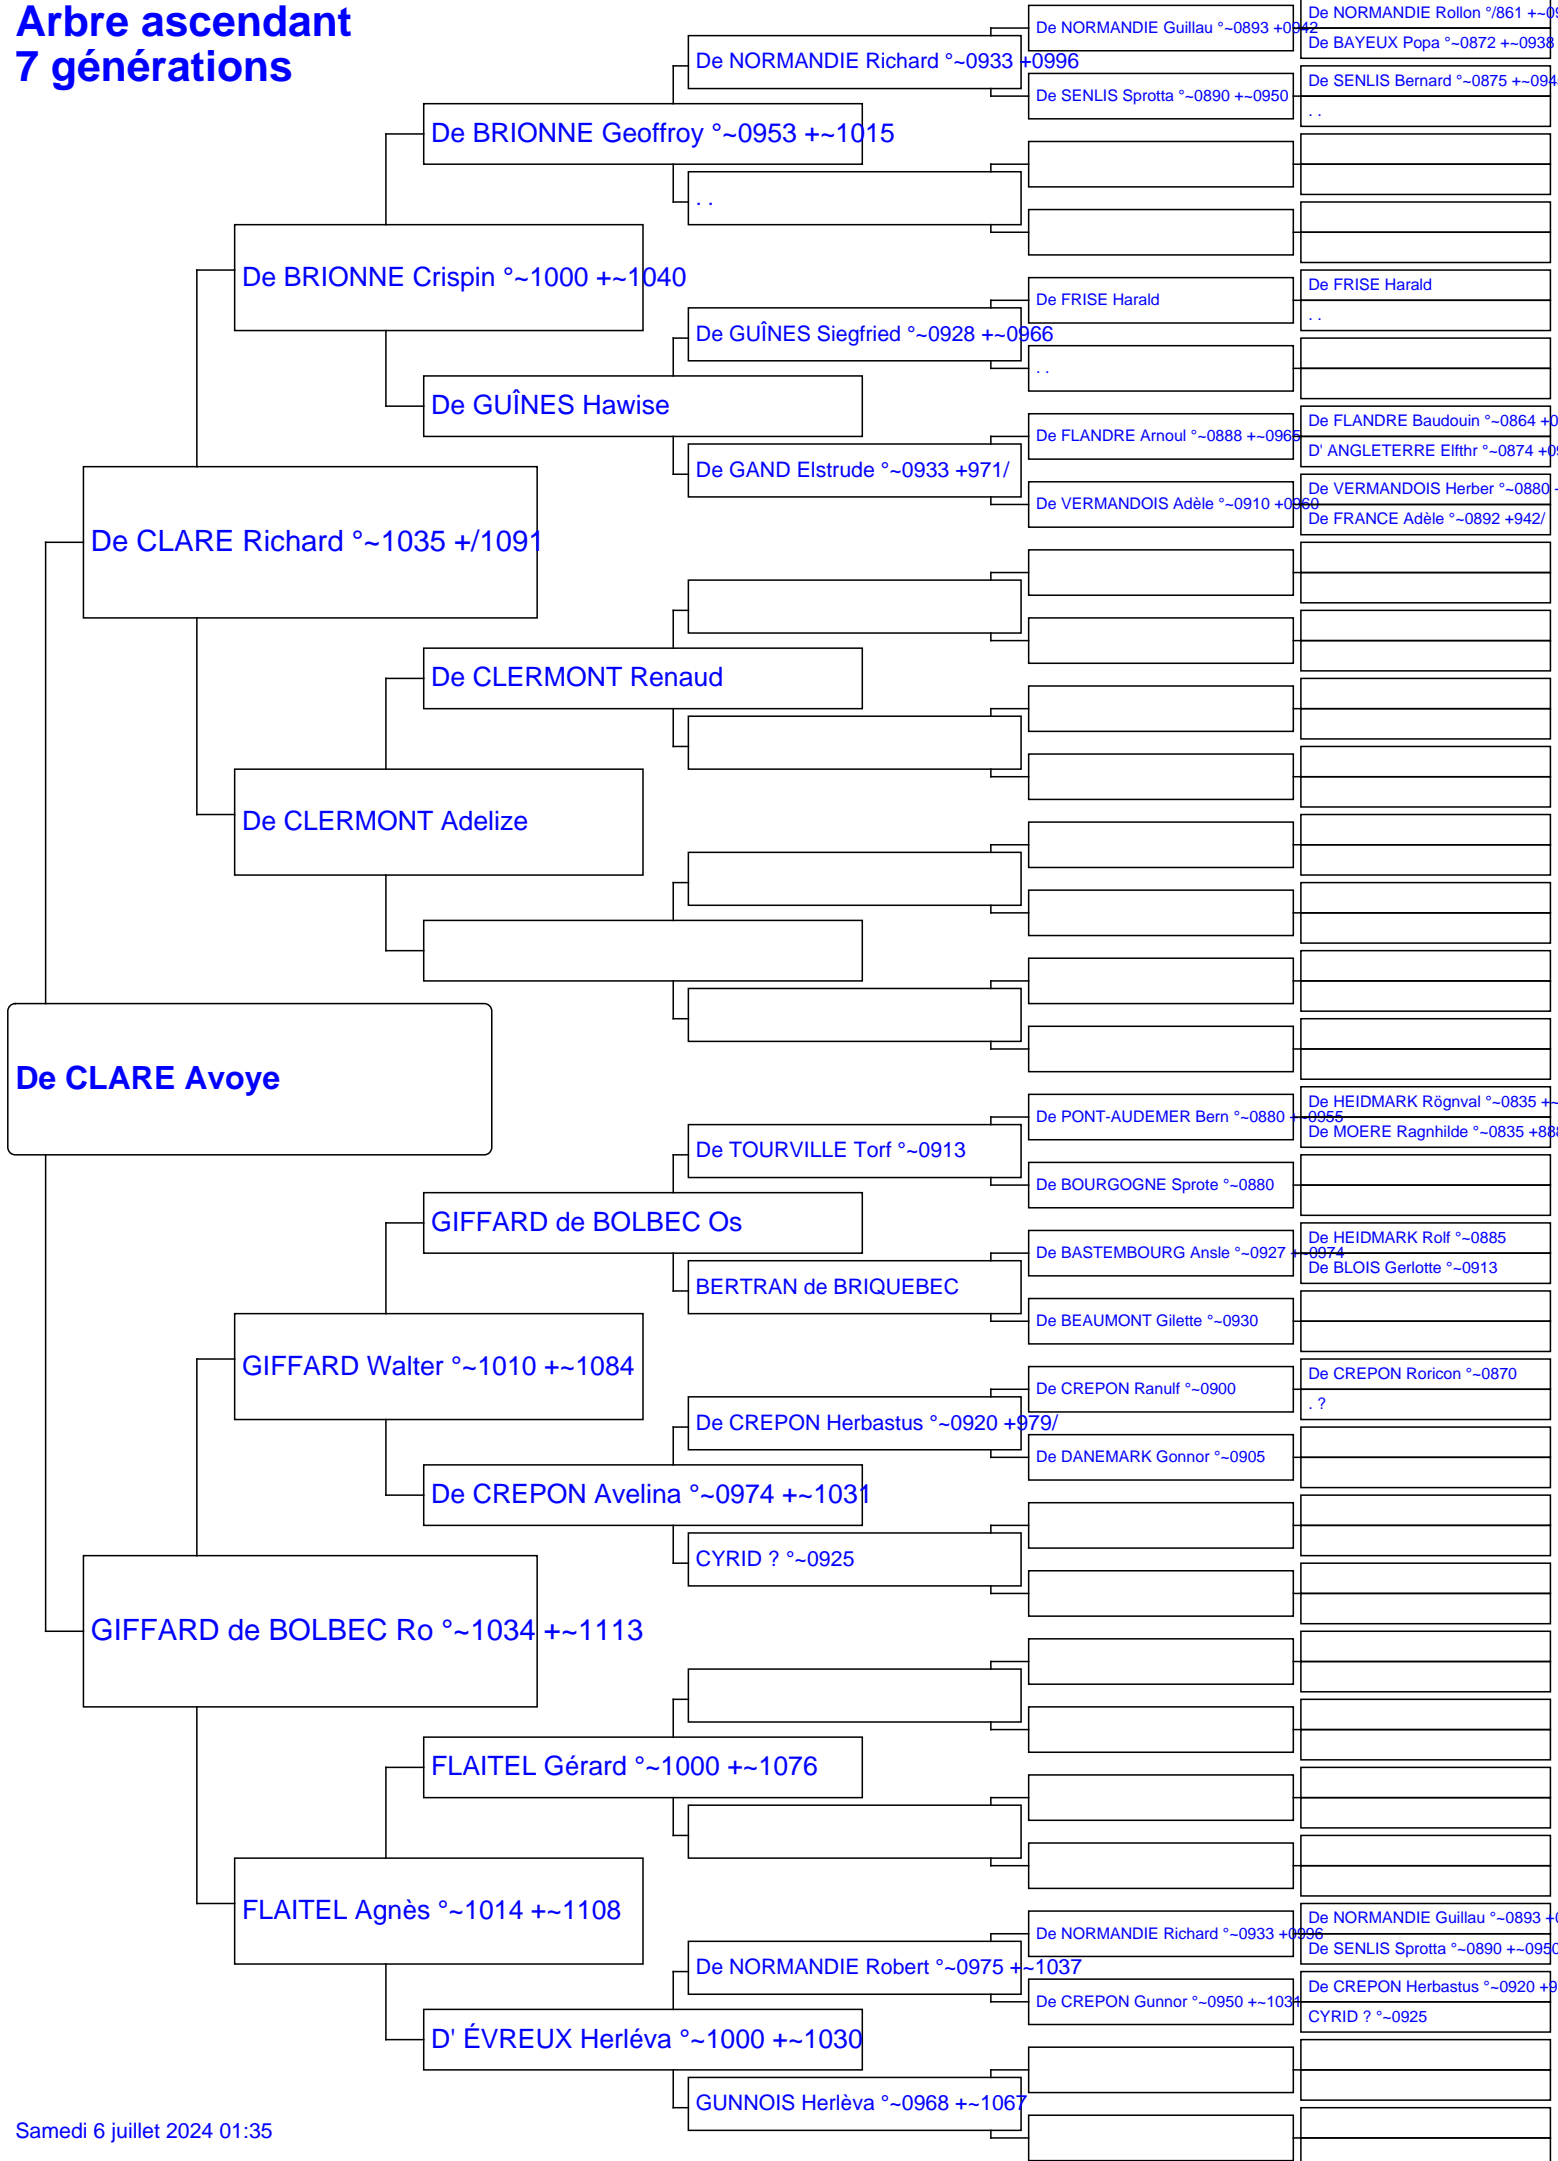 Arbre ascendant
7 générations
De CLARE Avoye
De CLARE Richard °~1035 +/1091
GIFFARD de BOLBEC Ro °~1034 +~1113
De BRIONNE Crispin °~1000 +~1040
De CLERMONT Adelize
GIFFARD Walter °~1010 +~1084
FLAITEL Agnès °~1014 +~1108
De BRIONNE Geoffroy °~0953 +~1015
De GUÎNES Hawise
De CLERMONT Renaud
GIFFARD de BOLBEC Os
De CREPON Avelina °~0974 +~1031
FLAITEL Gérard °~1000 +~1076
D' ÉVREUX Herléva °~1000 +~1030
De NORMANDIE Richard °~0933 +0996
. .
De GUÎNES Siegfried °~0928 +~0966
De GAND Elstrude °~0933 +971/
De TOURVILLE Torf °~0913
BERTRAN de BRIQUEBEC
De CREPON Herbastus °~0920 +979/
CYRID ? °~0925
De NORMANDIE Robert °~0975 +~1037
GUNNOIS Herlèva °~0968 +~1067
De NORMANDIE Guillau °~0893 +0942
De SENLIS Sprotta °~0890 +~0950
De FRISE Harald
. .
De FLANDRE Arnoul °~0888 +~0965
De VERMANDOIS Adèle °~0910 +0960
De PONT-AUDEMER Bern °~0880 +~0955
De BOURGOGNE Sprote °~0880
De BASTEMBOURG Ansle °~0927 +~0974
De BEAUMONT Gilette °~0930
De CREPON Ranulf °~0900
De DANEMARK Gonnor °~0905
De NORMANDIE Richard °~0933 +0996
De CREPON Gunnor °~0950 +~1031
De NORMANDIE Rollon °/861 +~09
De BAYEUX Popa °~0872 +~0938
De SENLIS Bernard °~0875 +~094
. .
De FRISE Harald
. .
De FLANDRE Baudouin °~0864 +0
D' ANGLETERRE Elfthr °~0874 +09
De VERMANDOIS Herber °~0880 +
De FRANCE Adèle °~0892 +942/
De HEIDMARK Rögnval °~0835 +~
De MOERE Ragnhilde °~0835 +888
De HEIDMARK Rolf °~0885
De BLOIS Gerlotte °~0913
De CREPON Roricon °~0870
. ?
De NORMANDIE Guillau °~0893 +0
De SENLIS Sprotta °~0890 +~0950
De CREPON Herbastus °~0920 +9
CYRID ? °~0925
Samedi 6 juillet 2024 01:35